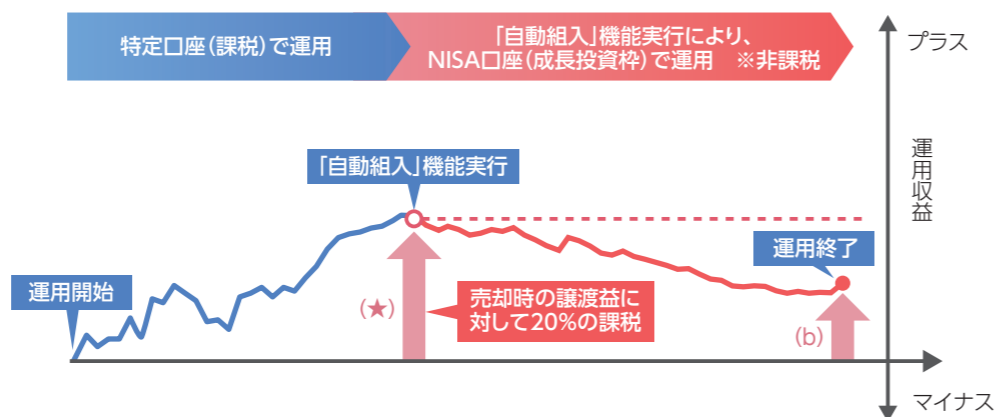 特定口座(課税)で運用
「自動組入」機能実行により、
NISA口座(成長投資枠)で運用　※非課税
プラス
運用収益
「自動組入」機能実行
運用開始
(★)
売却時の譲渡益に
対して20%の課税
運用終了
(b)
マイナス